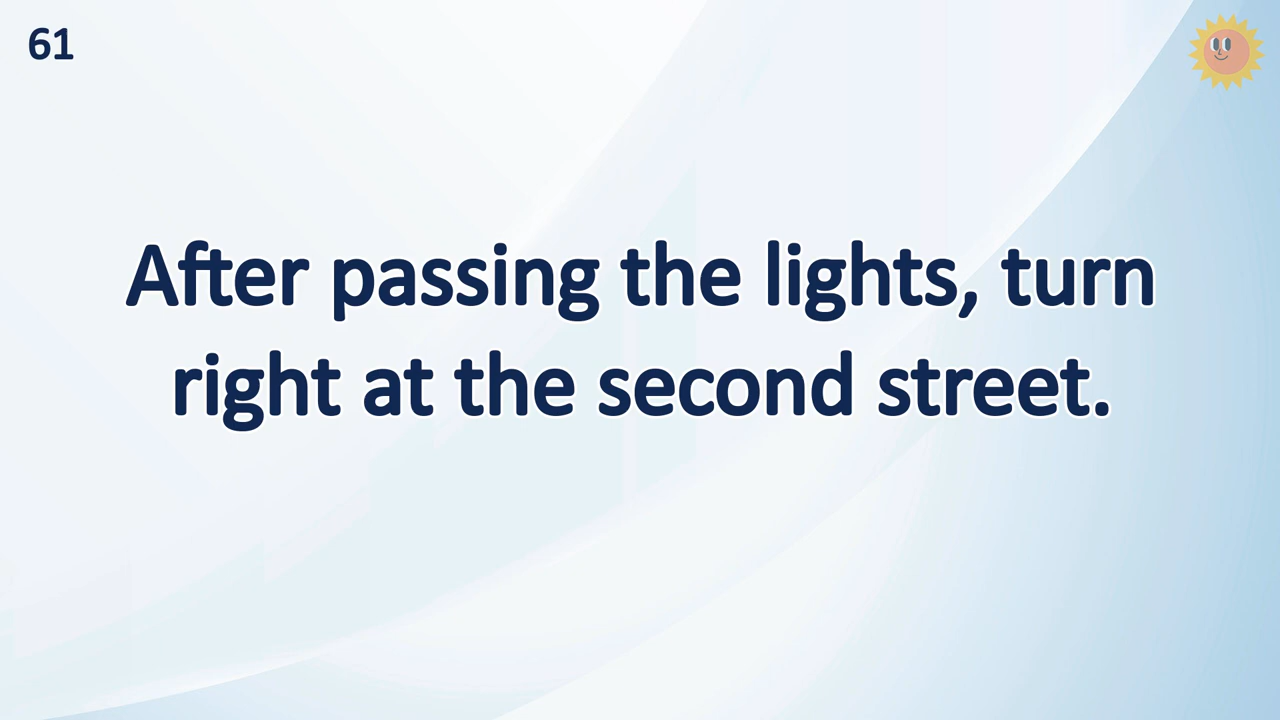 61
After passing the lights, turn
right at the second street.